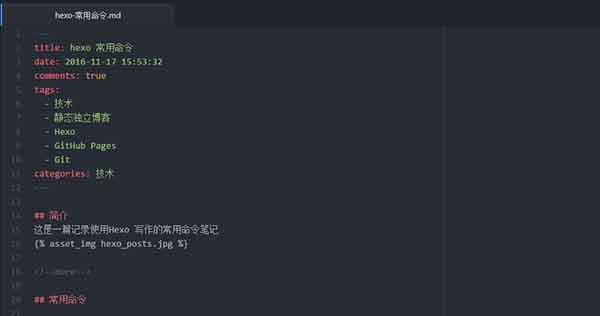 hexo-常用命令.md
1 ---
2 title: hexo 常用命令
3 date: 2016-11-17 15:53:32
4 comments: true
5 tags:
6 - 技术
7 - 静态独立博客
8 - Hexo
9 - GitHub Pages
10 - Git
11 categories: 技术
12 ---
13
14 ## 简介
15 这是一篇记录使用Hexo 写作的常用命令笔记
16 {% asset_img hexo_posts.jpg %}
17
18 <!--more-->
19
20 ## 常用命令
21